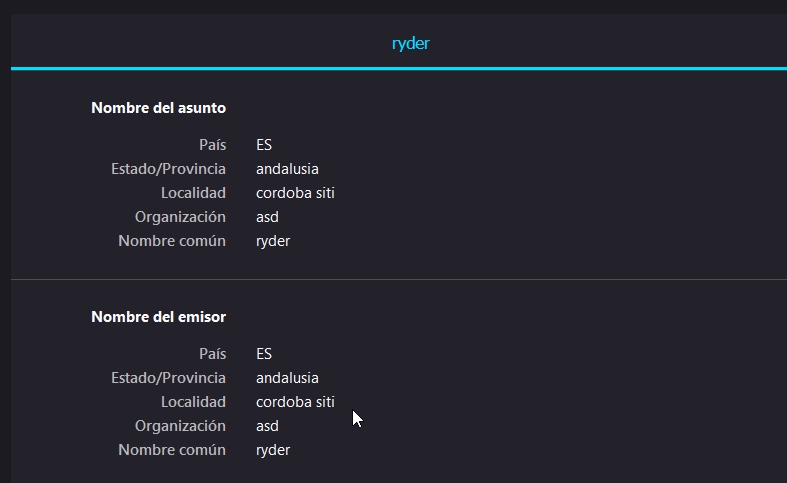 ryder
Nombre del asunto
País ES
Estado/Provincia andalusia
Localidad cordoba siti
Organización asd
Nombre común ryder
Nombre del emisor
País ES
Estado/Provincia andalusia
Localidad cordoba siti
Organización asd
Nombre común ryder